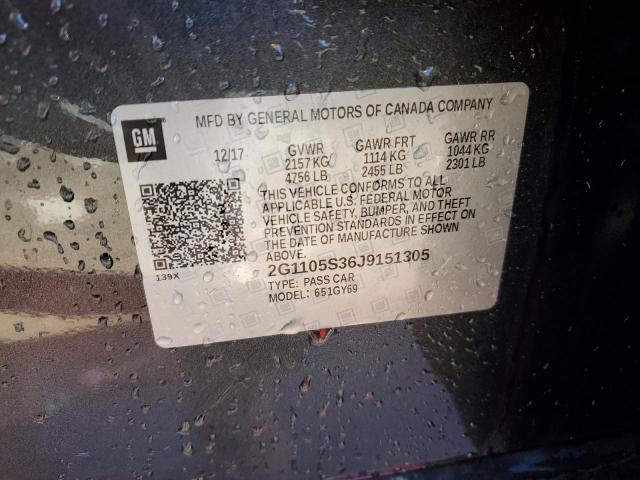 MFD BY GENERAL MOTORS OF CANADA COMPANY
GM
12/17 GVWR GAWR FRT GAWR RR
2157 KG 1114 KG 1044 KG
4756 LB 2455 LB 2301 LB
THIS VEHICLE CONFORMS TO ALL
APPLICABLE U.S. FEDERAL MOTOR
VEHICLE SAFETY, BUMPER, AND THEFT
PREVENTION STANDARDS IN EFFECT ON
THE DATE OF MANUFACTURE SHOWN
ABOVE.
139X
2G1105S36J9151305
TYPE: PASS CAR
MODEL: 651GY69